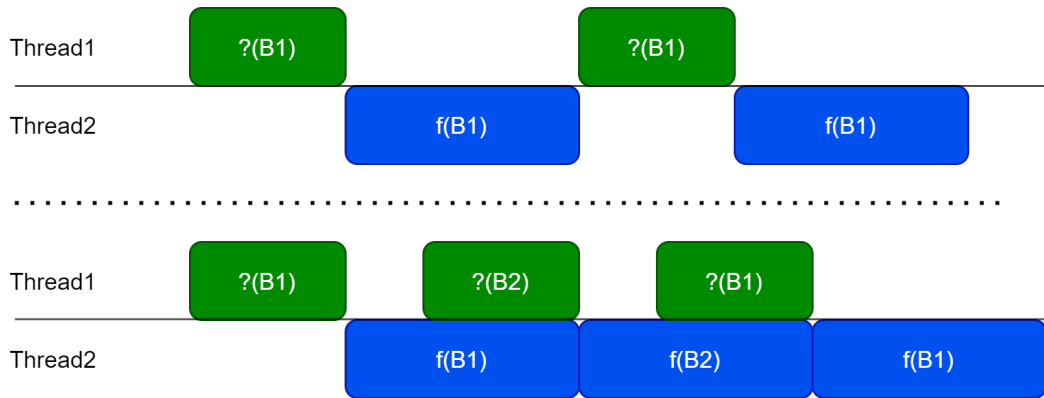 Thread1
?(B1)
?(B1)
Thread2
f(B1)
f(B1)
Thread1
?(B1)
?(B2)
?(B1)
Thread2
f(B1)
f(B2)
f(B1)